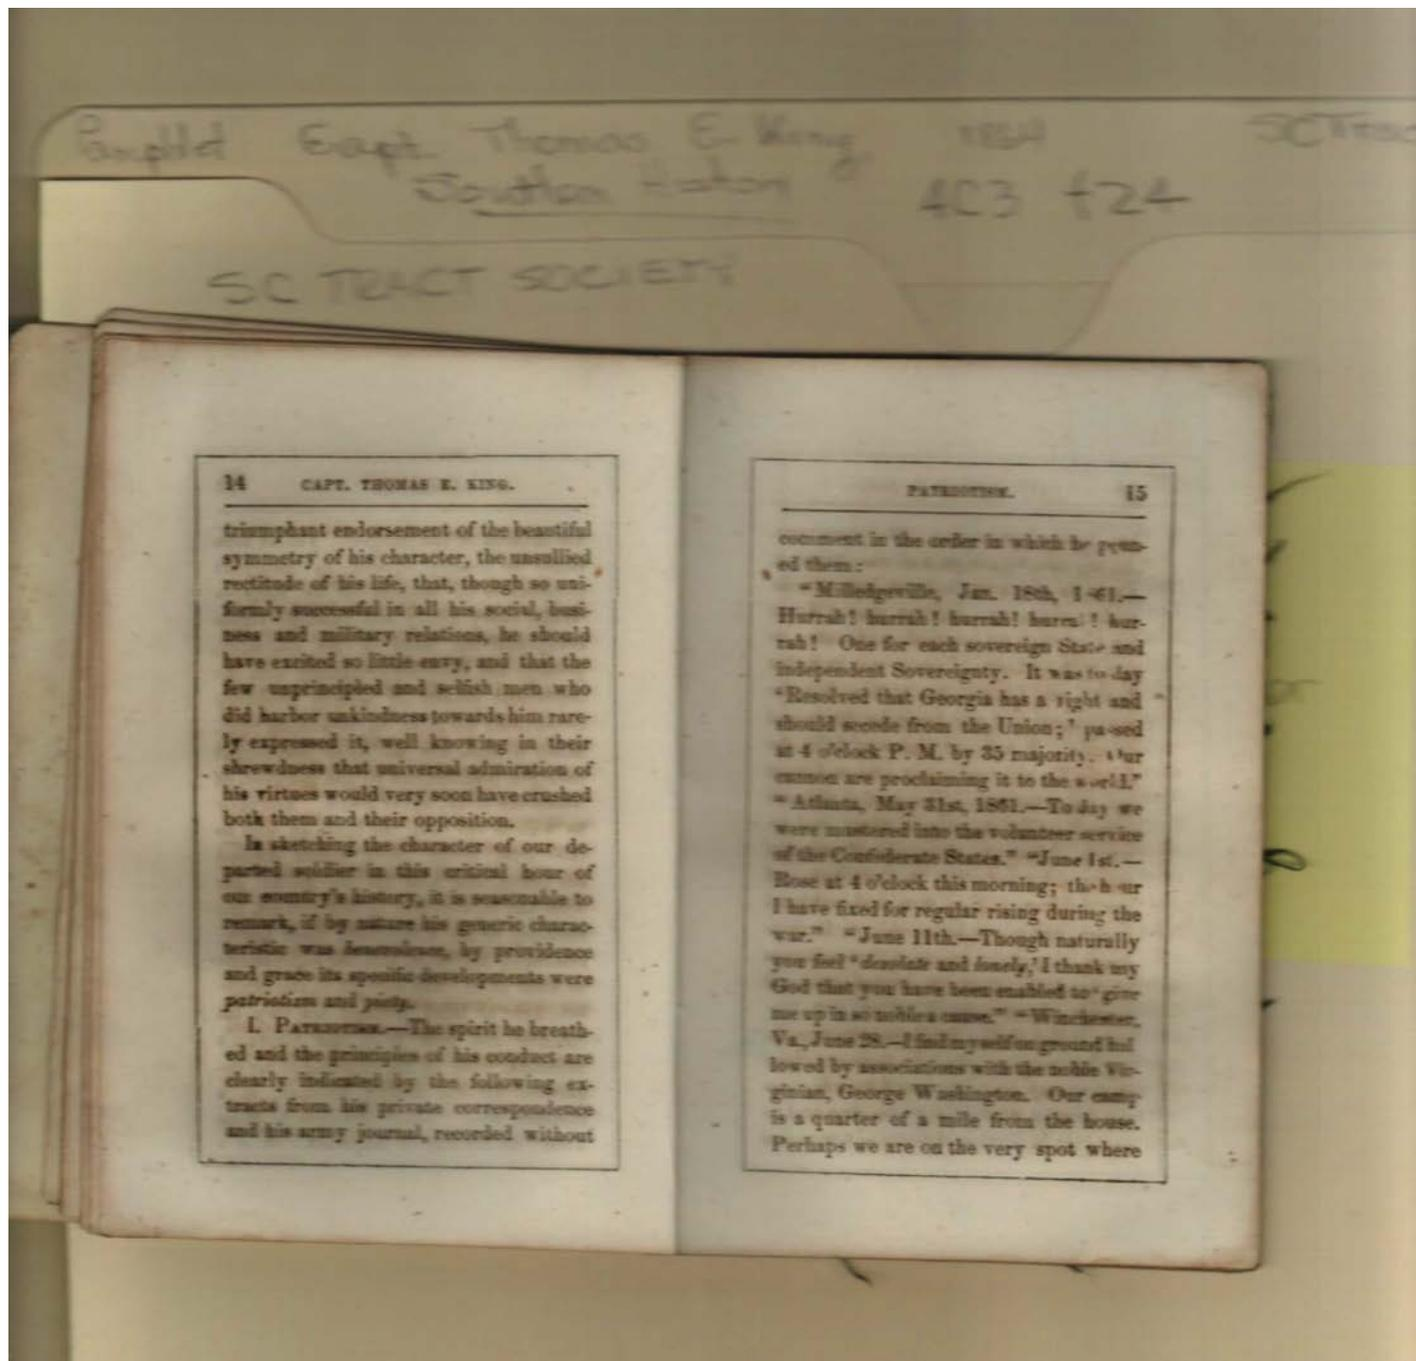 Pamphlet Capt. Thomas E. King 1864 SC Trac
Southern History 4C3 t24
SC TRACT SOCIETY
14 CAPT. THOMAS E. KING.
triumphant endorsement of the beautiful
symmetry of his character, the unsullied
rectitude of his life, that, though so uni-
formly successful in all his social, busi-
ness and military relations, he should
have excited so little envy, and that the
few unprincipled and selfish men who
did harbor unkindness towards him rare-
ly expressed it, well knowing in their
shrewdness that universal admiration of
his virtues would very soon have crushed
both them and their opposition.
In sketching the character of our de-
parted soldier in this critical hour of
our country's history, it is seasonable to
remark, if by nature his generic charac-
teristic was benevolence, by providence
and grace its specific developments were
patriotism and piety.
I. PATRIOTISM.—The spirit he breath-
ed and the principles of his conduct are
clearly indicated by the following ex-
tracts from his private correspondence
and his army journal, recorded without
PATRIOTISM. 15
comment in the order in which he penn-
ed them:
"Milledgeville, Jan. 18th, 1861.—
Hurrah! hurrah! hurrah! hurrah! hur-
rah! One for each sovereign State and
independent Sovereignty. It was to day
'Resolved that Georgia has a right and
should secede from the Union;' passed
at 4 o'clock P. M. by 35 majority. Our
cannon are proclaiming it to the world."
"Atlanta, May 31st, 1861.—To day we
were mustered into the volunteer service
of the Confederate States." "June 1st.—
Rose at 4 o'clock this morning; the hour
I have fixed for regular rising during the
war." "June 11th.—Though naturally
you feel 'desolate and lonely,' I thank my
God that you have been enabled to 'give
me up in so noble a cause." "Winchester,
Va., June 28.—I find myself on ground hal
lowed by associations with the noble Vir-
ginian, George Washington. Our camp
is a quarter of a mile from the house.
Perhaps we are on the very spot where